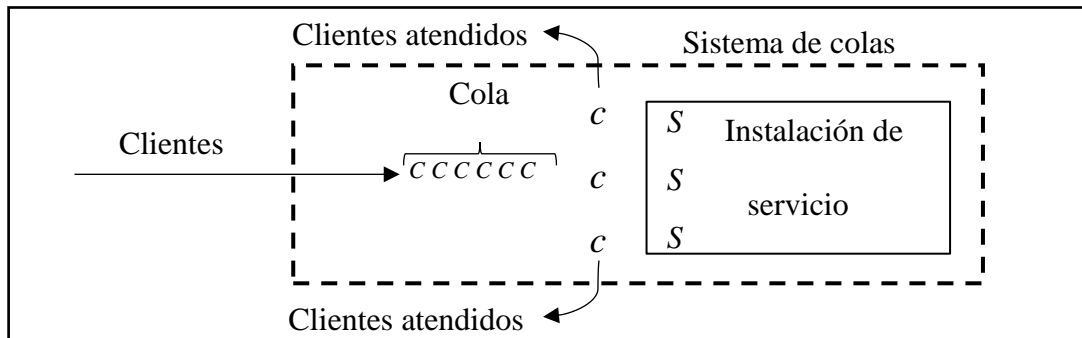 Clientes atendidos
Sistema de colas
Cola
c S Instalación de
Clientes
C C C C C C
c S
servicio
c S
Clientes atendidos